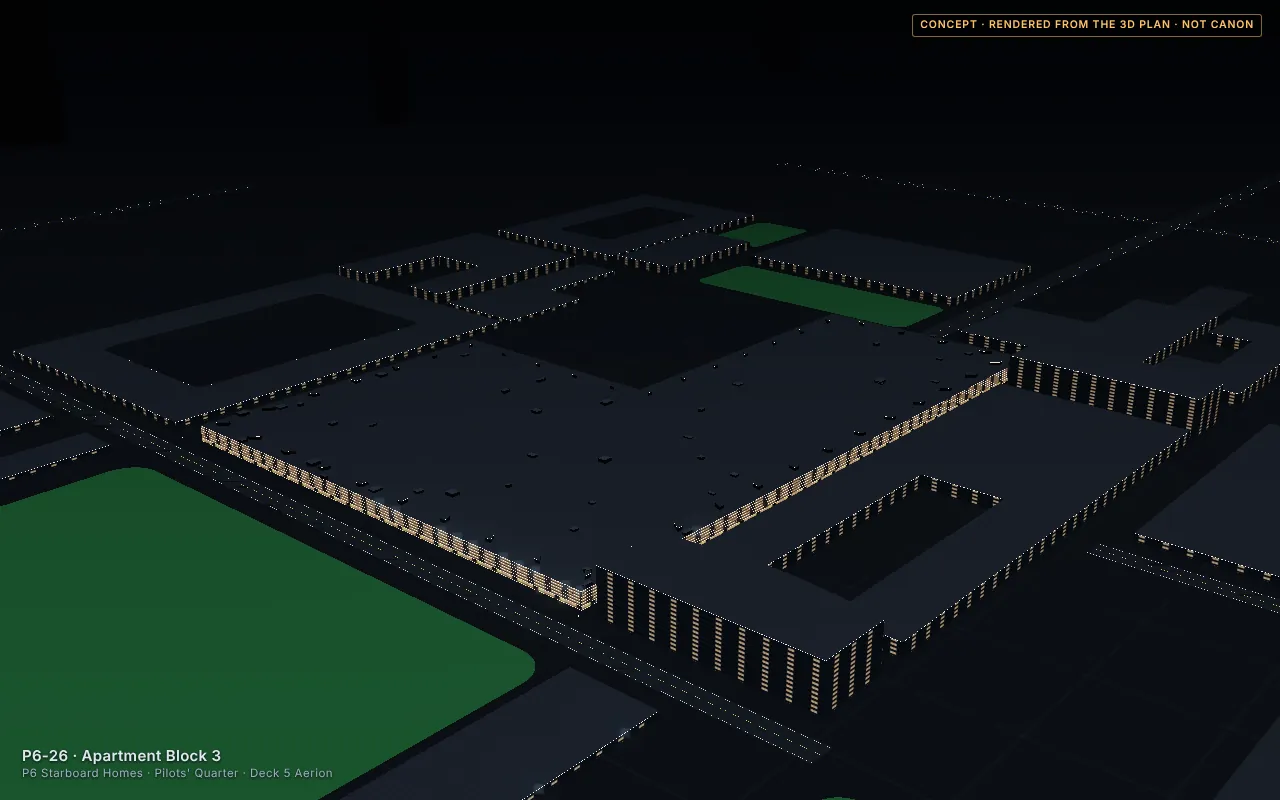 CONCEPT · RENDERED FROM THE 3D PLAN · NOT CANON
P6-26 · Apartment Block 3
P6 Starboard Homes · Pilots' Quarter · Deck 5 Aerion